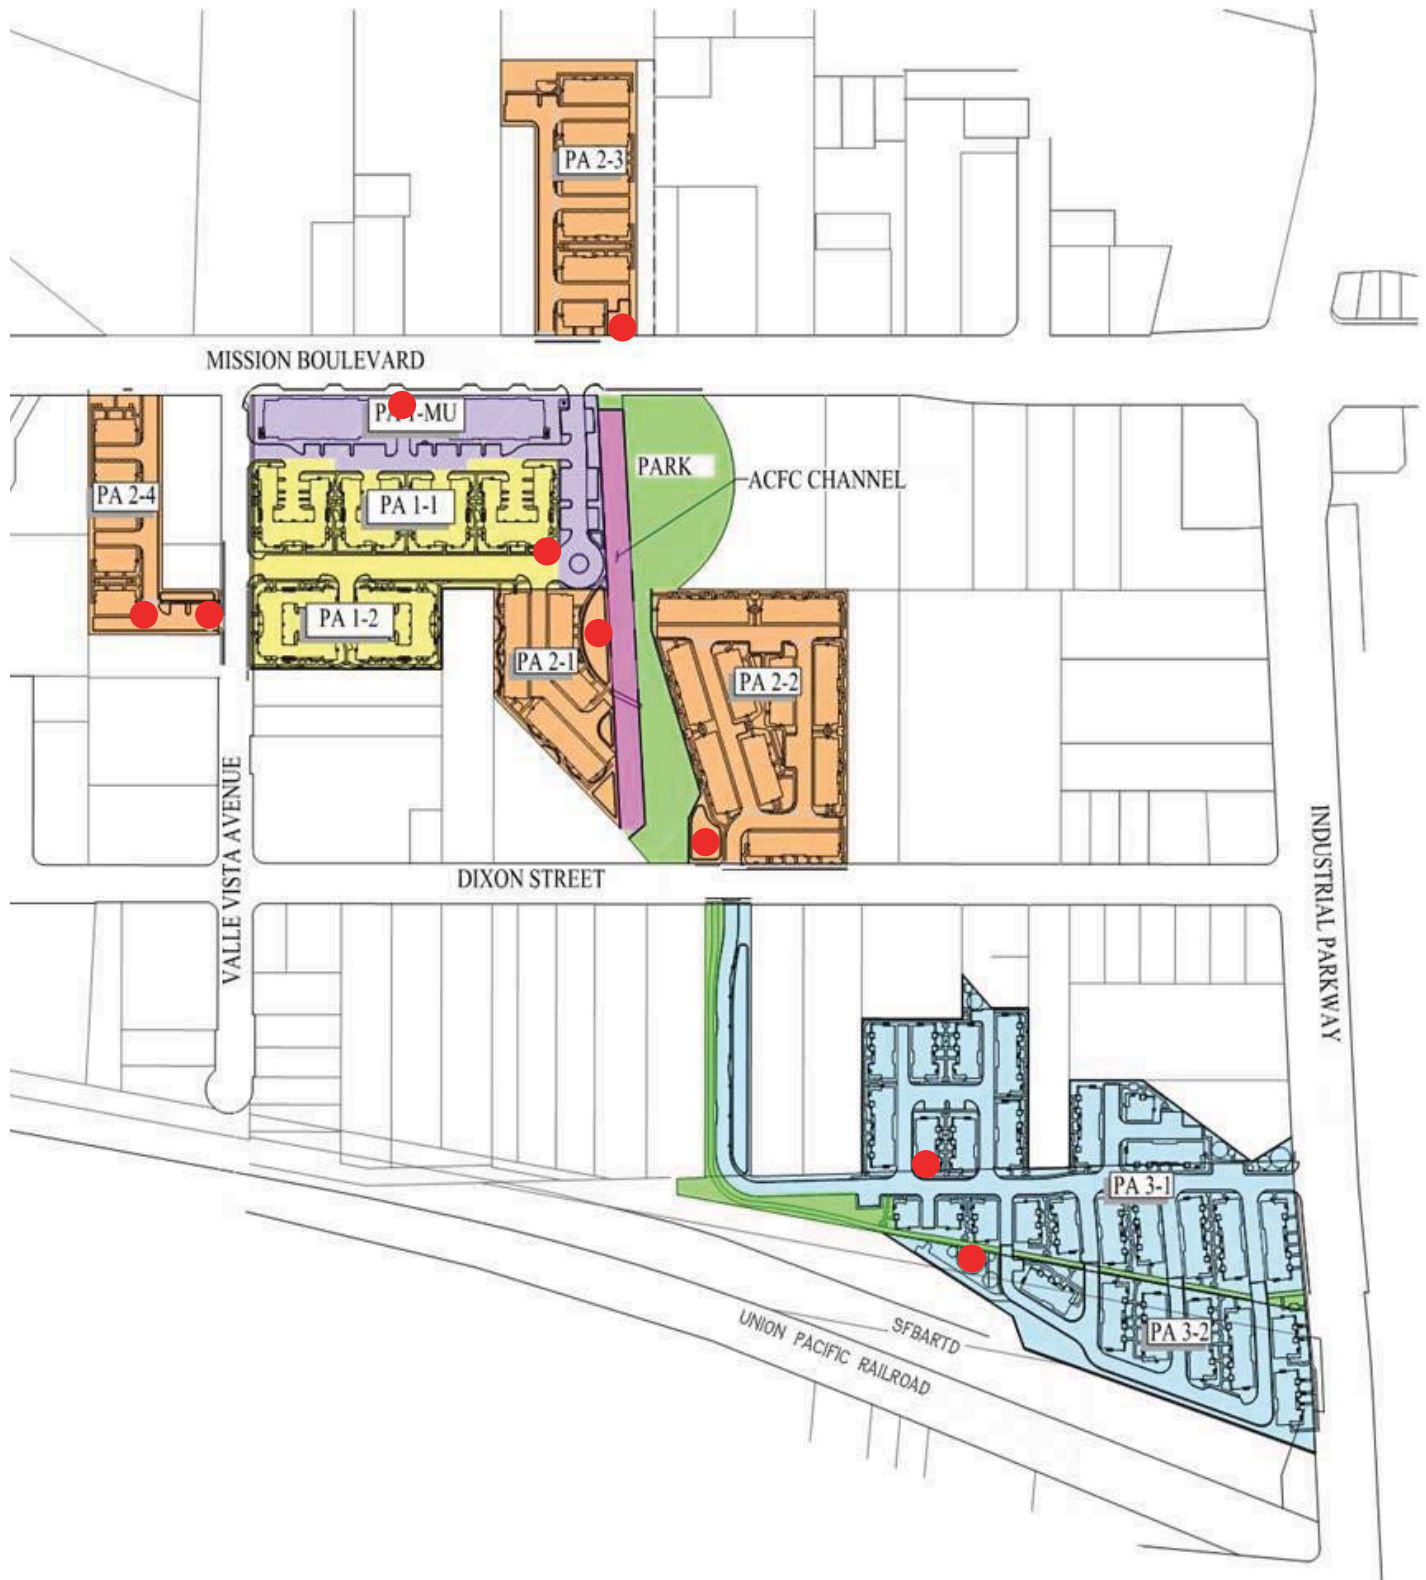 PA 2-3
MISSION BOULEVARD
PA -MU
PARK
ACFC CHANNEL
PA 2-4
PA 1-1
PA 1-2
PA 2-1
PA 2-2
VALLE VISTA AVENUE
DIXON STREET
INDUSTRIAL PARKWAY
PA 3-1
SFBARTD
UNION PACIFIC RAILROAD
PA 3-2